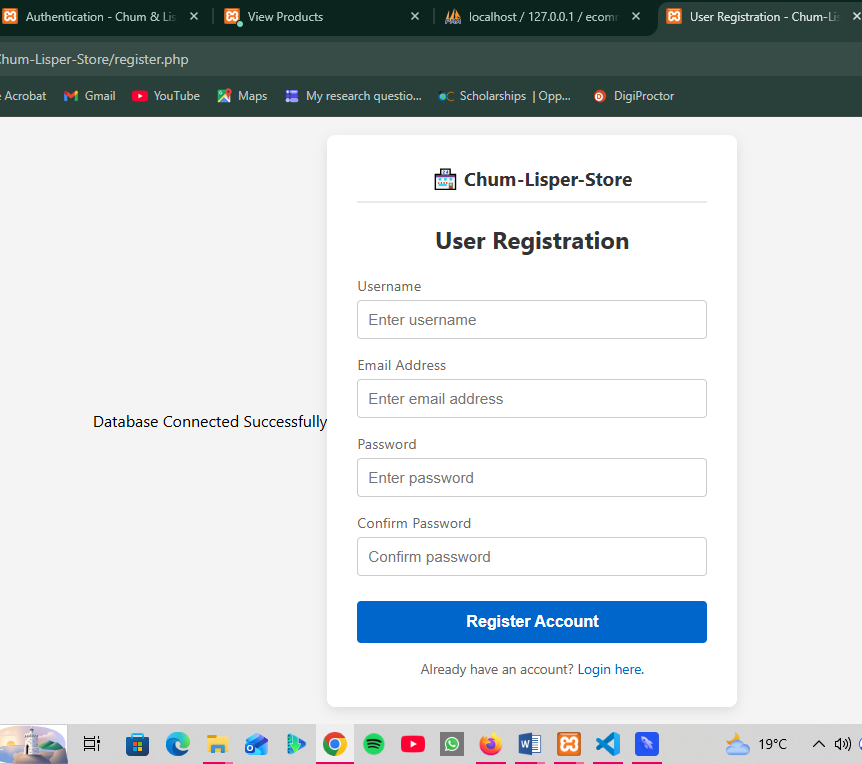 Authentication - Chum & Lis
View Products
localhost / 127.0.0.1 / ecomm
User Registration - Chum-Lis
Chum-Lisper-Store/register.php
Acrobat
Gmail
YouTube
Maps
My research questio...
Scholarships | Opp...
DigiProctor
Chum-Lisper-Store
User Registration
Username
Enter username
Email Address
Enter email address
Database Connected Successfully
Password
Enter password
Confirm Password
Confirm password
Register Account
Already have an account? Login here.
19°C